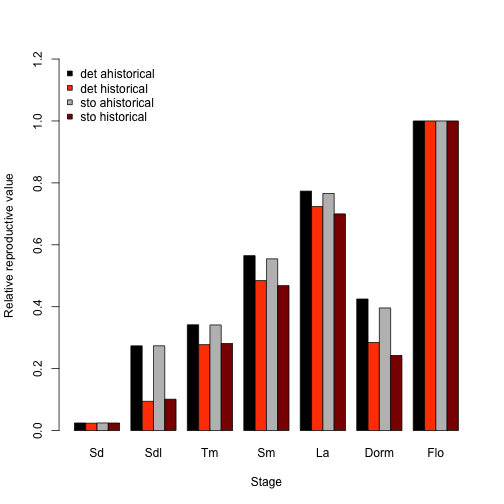 det ahistorical
det historical
sto ahistorical
sto historical
Relative reproductive value
1.2
1.0
0.8
0.6
0.4
0.2
0.0
Sd Sdl Tm Sm La Dorm Flo
Stage